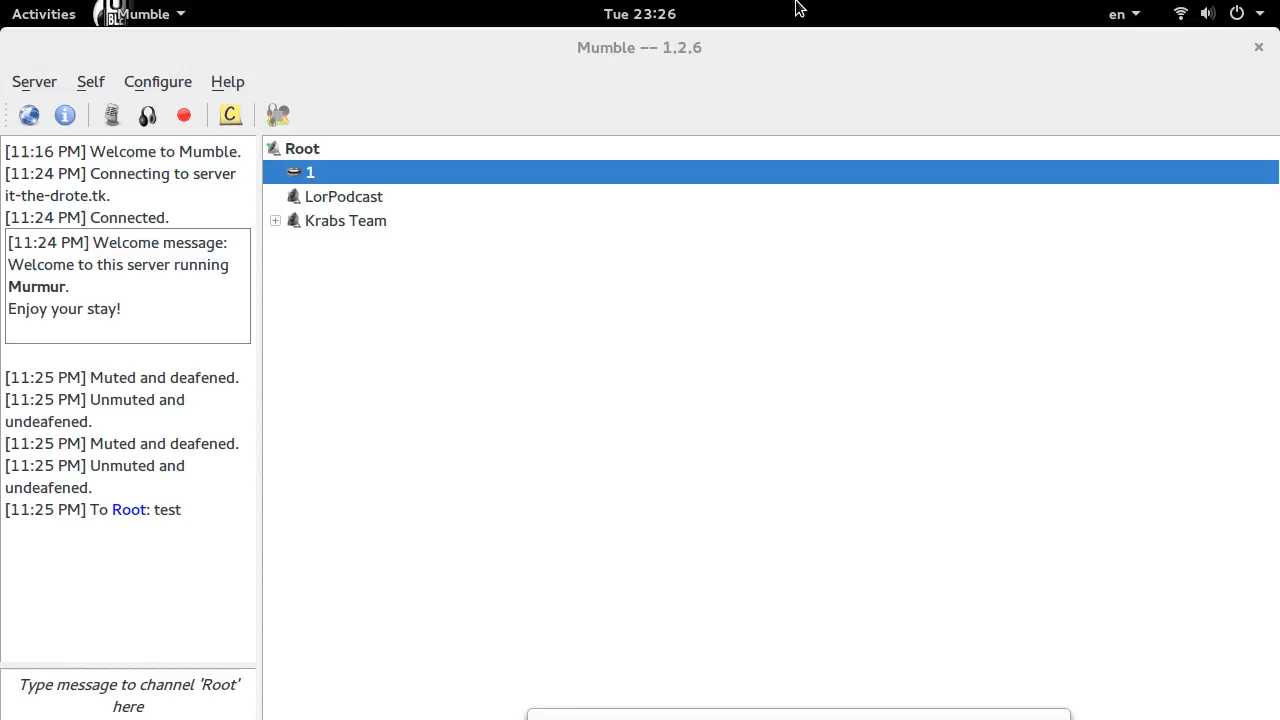 Activities
Mumble
Tue 23:26
en
Mumble -- 1.2.6
Server Self Configure Help
C
[11:16 PM] Welcome to Mumble.
[11:24 PM] Connecting to server
it-the-drote.tk.
[11:24 PM] Connected.
[11:24 PM] Welcome message:
Welcome to this server running
Murmur.
Enjoy your stay!
[11:25 PM] Muted and deafened.
[11:25 PM] Unmuted and
undeafened.
[11:25 PM] Muted and deafened.
[11:25 PM] Unmuted and
undeafened.
[11:25 PM] To Root: test
Type message to channel 'Root'
here
Root
1
LorPodcast
Krabs Team